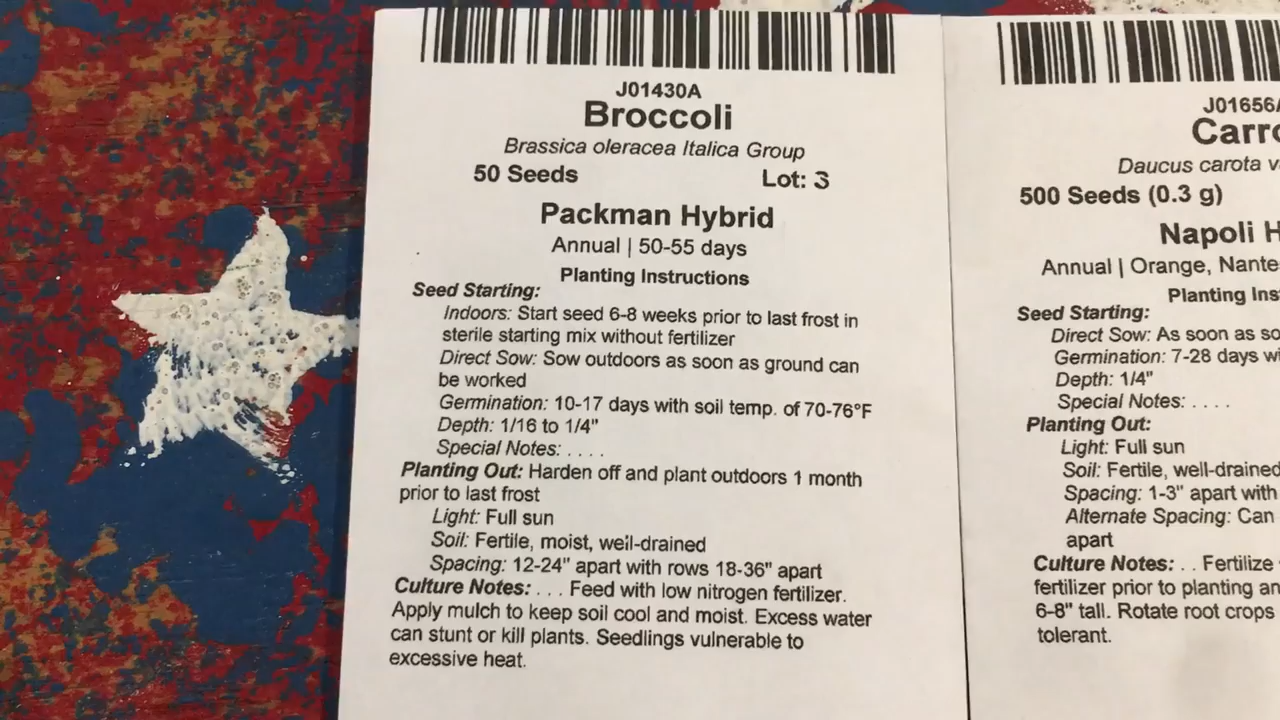 J01430A
Broccoli
Brassica oleracea Italica Group
50 Seeds Lot: 3
Packman Hybrid
Annual | 50-55 days
Planting Instructions
Seed Starting:
Indoors: Start seed 6-8 weeks prior to last frost in
sterile starting mix without fertilizer
Direct Sow: Sow outdoors as soon as ground can
be worked
Germination: 10-17 days with soil temp. of 70-76°F
Depth: 1/16 to 1/4"
Special Notes: . . . .
Planting Out: Harden off and plant outdoors 1 month
prior to last frost
Light: Full sun
Soil: Fertile, moist, well-drained
Spacing: 12-24" apart with rows 18-36" apart
Culture Notes: . . . Feed with low nitrogen fertilizer.
Apply mulch to keep soil cool and moist. Excess water
can stunt or kill plants. Seedlings vulnerable to
excessive heat.
J01656A
Daucus carota
500 Seeds (0.3 g)
Napoli
Annual | Orange,
Planting
Seed Starting:
Direct Sow: As soon as
Germination: 7-28 days
Depth: 1/4"
Special Notes: . . . .
Planting Out:
Light: Full sun
Soil: Fertile, well-drained
Spacing: 1-3" apart with
Alternate Spacing: Can
apart
Culture Notes: . . Fertilize
fertilizer prior to planting
6-8" tall. Rotate root crops
tolerant.